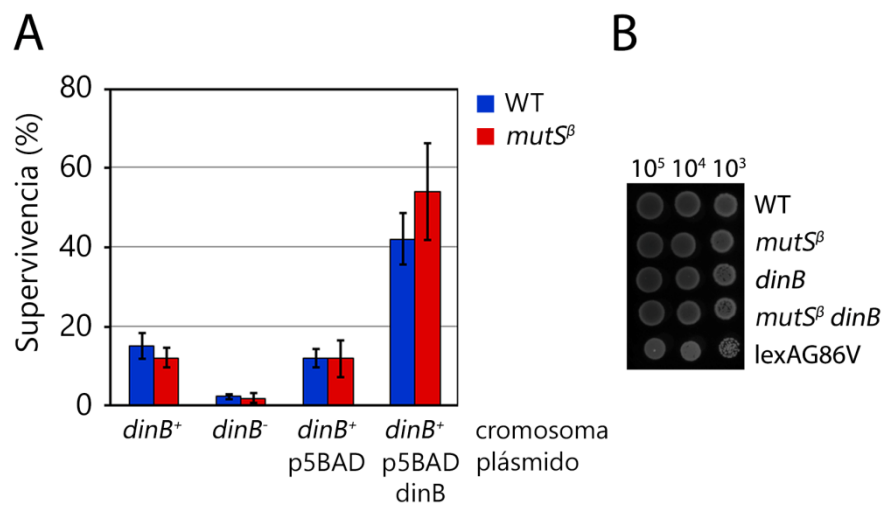 A
B
Supervivencia (%)
80
60
40
20
0
WT
mutSᵝ
dinB⁺ dinB⁻ dinB⁺ dinB⁺ cromosoma
p5BAD p5BAD plásmido
dinB
10⁵ 10⁴ 10³
WT
mutSᵝ
dinB
mutSᵝ dinB
lexAG86V